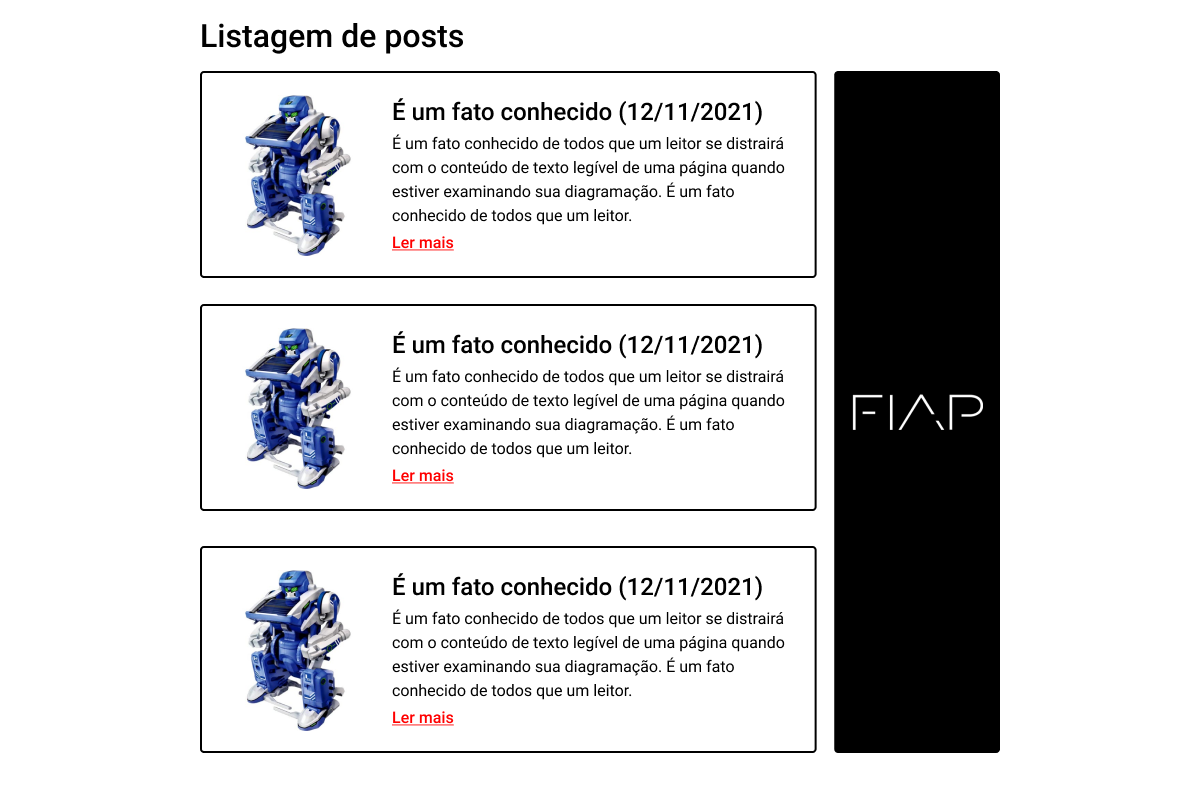 Listagem de posts
É um fato conhecido (12/11/2021)
É um fato conhecido de todos que um leitor se distrairá
com o conteúdo de texto legível de uma página quando
estiver examinando sua diagramação. É um fato
conhecido de todos que um leitor.
Ler mais
É um fato conhecido (12/11/2021)
É um fato conhecido de todos que um leitor se distrairá
com o conteúdo de texto legível de uma página quando
estiver examinando sua diagramação. É um fato
conhecido de todos que um leitor.
Ler mais
É um fato conhecido (12/11/2021)
É um fato conhecido de todos que um leitor se distrairá
com o conteúdo de texto legível de uma página quando
estiver examinando sua diagramação. É um fato
conhecido de todos que um leitor.
Ler mais
FIAP